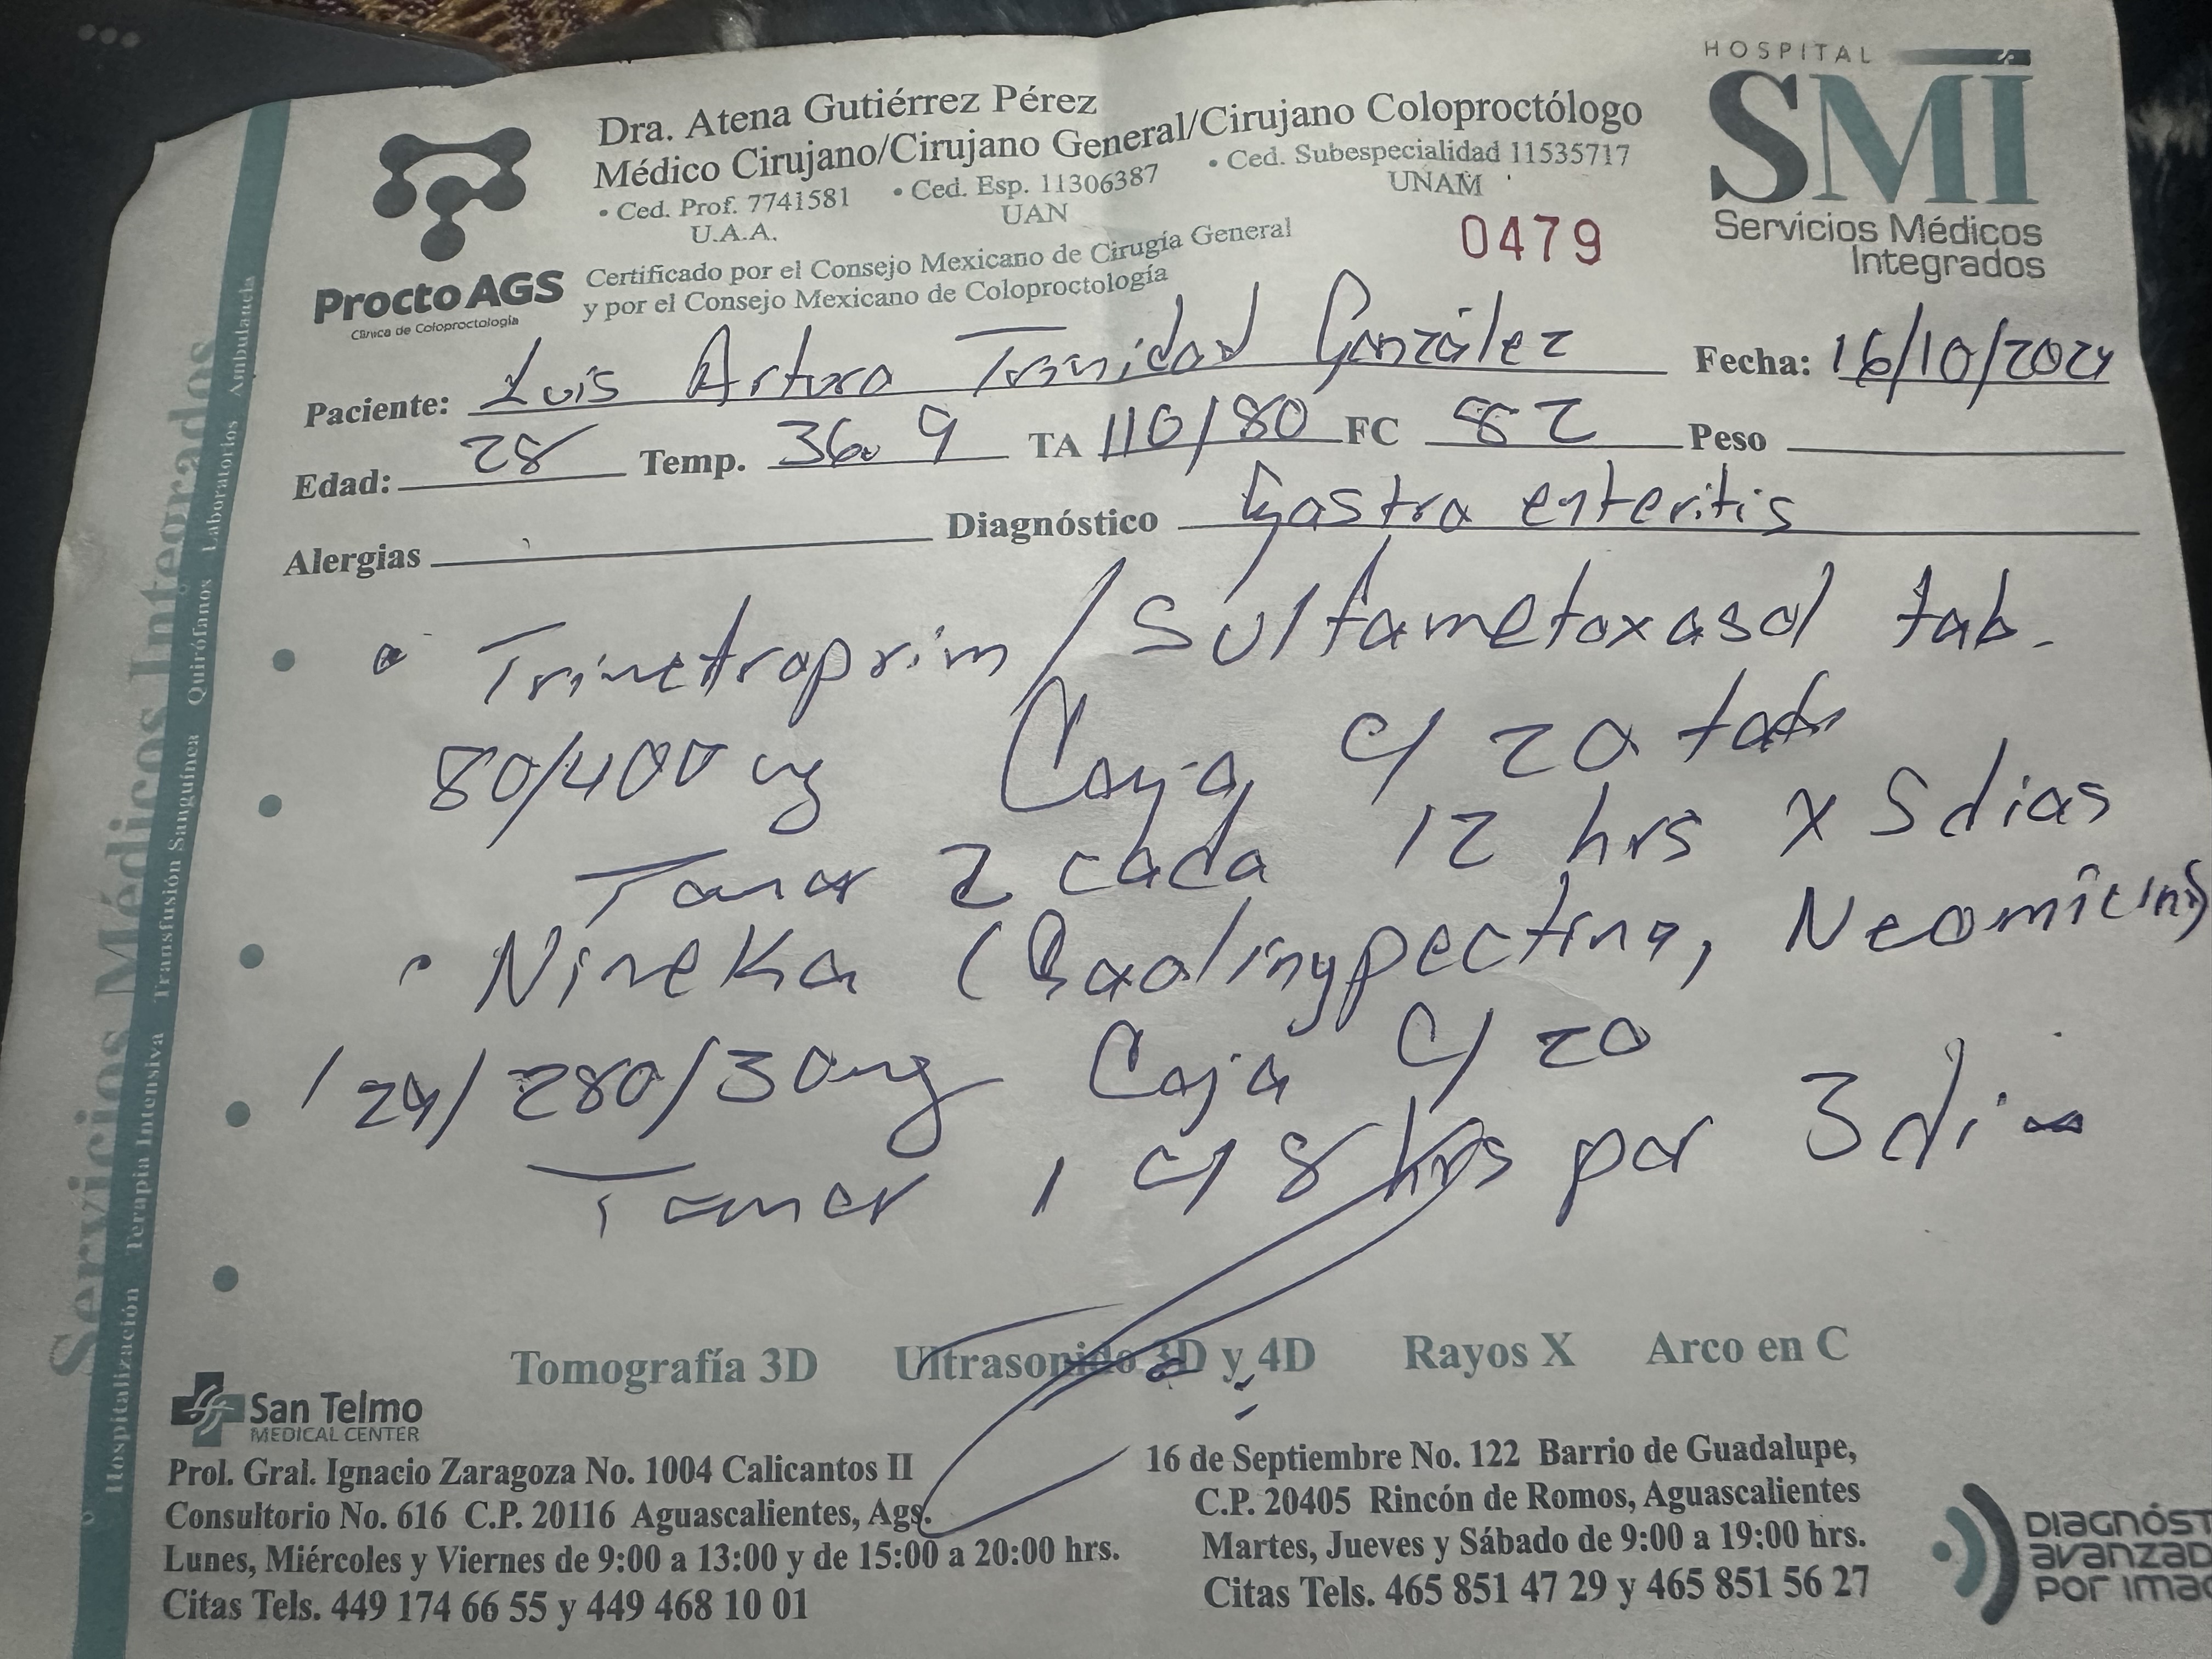 HOSPITAL
SMI
Servicios Médicos
Integrados
Dra. Atena Gutiérrez Pérez
Médico Cirujano/Cirujano General/Cirujano Coloproctólogo
• Ced. Prof. 7741581 • Ced. Esp. 11306387 • Ced. Subespecialidad 11535717
U.A.A. UAN UNAM
0479
ProctoAGS
Clínica de Coloproctología
Certificado por el Consejo Mexicano de Cirugía General
y por el Consejo Mexicano de Coloproctología
Paciente: Luis Arturo Trinidad González Fecha: 16/10/2024
Edad: 28 Temp. 36.9 TA 110/80 FC 82 Peso
Alergias Diagnóstico Gastro enteritis
• Trimetroprim/Sulfametoxasol tab.
80/400 mg Caja c/ 20 tabs
Tomar 2 cada 12 hrs x 5 dias
• Nineka ( Neomicina
124/280/30mg Caja c/ 20
Tomar 1 c/ 8 hrs por 3 dias
Servicios Médicos Integrados
Hospitalización Terapia Intensiva Transfusión Sanguínea Quirófanos Laboratorios Ambulancia
Tomografía 3D Ultrasonido 3D y 4D Rayos X Arco en C
San Telmo
MEDICAL CENTER
Prol. Gral. Ignacio Zaragoza No. 1004 Calicantos II
Consultorio No. 616 C.P. 20116 Aguascalientes, Ags.
Lunes, Miércoles y Viernes de 9:00 a 13:00 y de 15:00 a 20:00 hrs.
Citas Tels. 449 174 66 55 y 449 468 10 01
16 de Septiembre No. 122 Barrio de Guadalupe,
C.P. 20405 Rincón de Romos, Aguascalientes
Martes, Jueves y Sábado de 9:00 a 19:00 hrs.
Citas Tels. 465 851 47 29 y 465 851 56 27
DIAGNÓST
avanzad
por imag